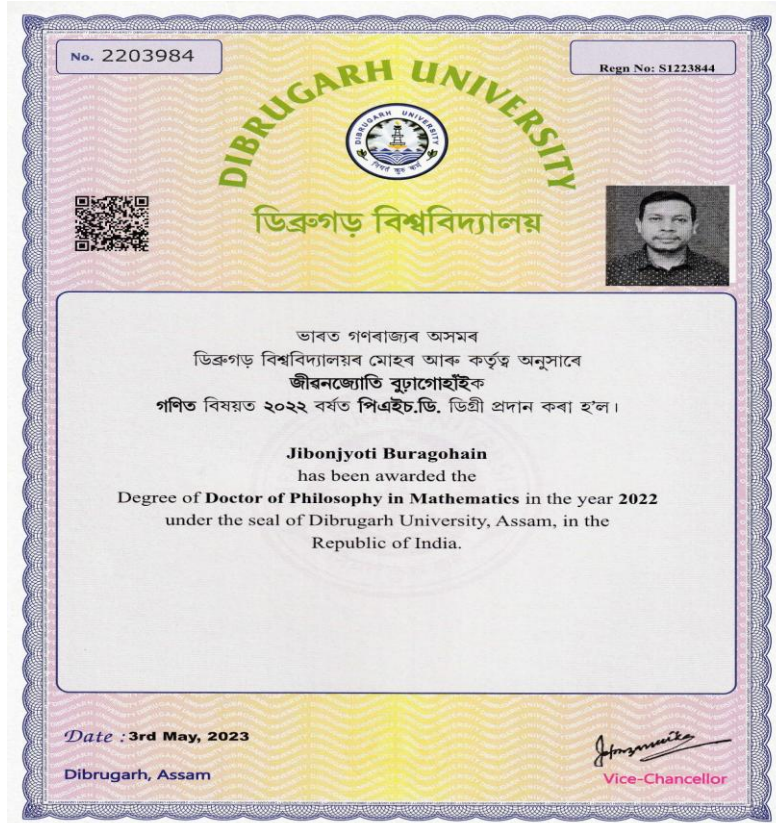 No. 2203984
Regn No: S1223844
DIBRUGARH UNIVERSITY
DIBRUGARH UNIVERSITY
ডিব্রুগড় বিশ্ববিদ্যালয়
ভাৰত গণৰাজ্যৰ অসমৰ
ডিব্রুগড় বিশ্ববিদ্যালয়ৰ মোহৰ আৰু কৰ্তৃত্ব অনুসাৰে
জীৱনজ্যোতি বুঢ়াগোহাঁইক
গণিত বিষয়ত ২০২২ বৰ্ষত পিএইচ.ডি. ডিগ্ৰী প্ৰদান কৰা হ'ল।
Jibonjyoti Buragohain
has been awarded the
Degree of Doctor of Philosophy in Mathematics in the year 2022
under the seal of Dibrugarh University, Assam, in the
Republic of India.
Date : 3rd May, 2023
Dibrugarh, Assam
Vice-Chancellor